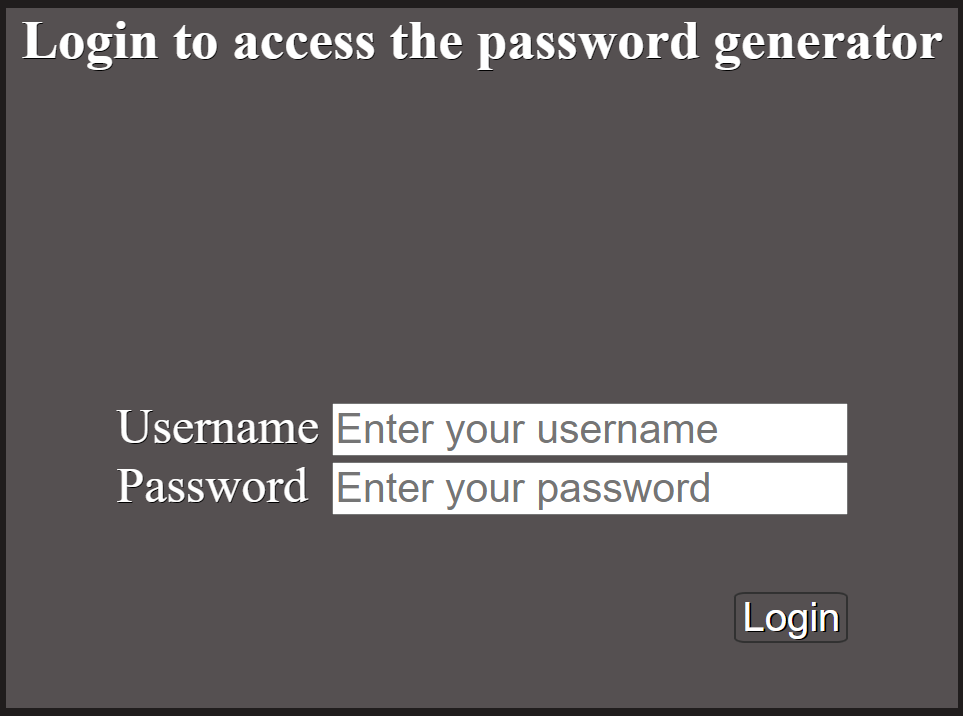 Login to access the password generator
Username Enter your username
Password Enter your password
Login